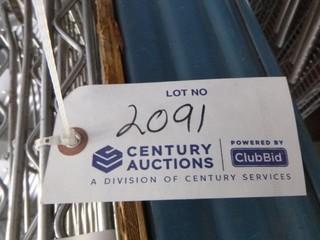 LOT NO
2091
CENTURY AUCTIONS
POWERED BY
ClubBid
A DIVISION OF CENTURY SERVICES